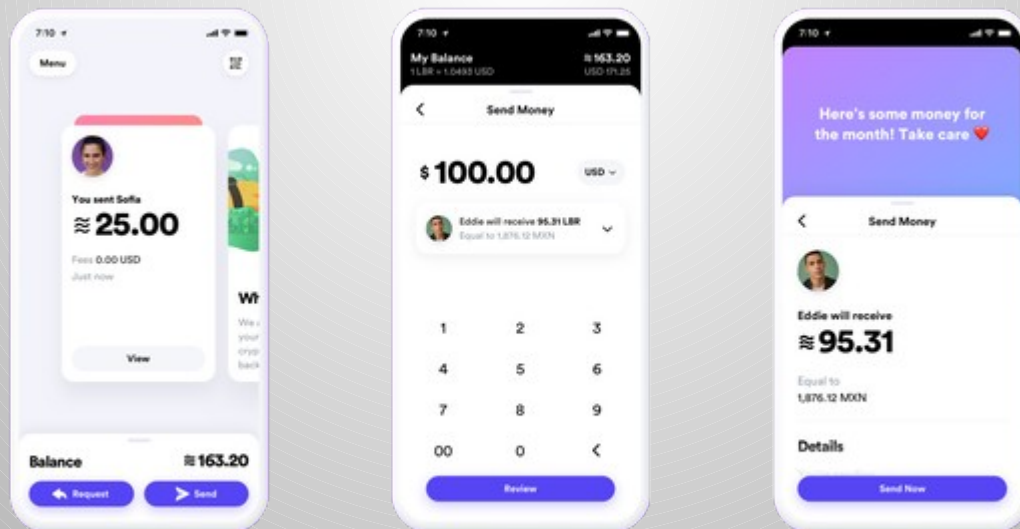 7:10
Menu
You sent Sofia
≋ 25.00
Fees 0.00 USD
Just now
View
Wh
We
your
cryp
back
Balance
≋ 163.20
Request
Send
7:10
My Balance
≋ 163.20
1 LBR = 1.0493 USD
USD 171.25
Send Money
$ 100.00
USD
Eddie will receive 95.31 LBR
Equal to 1,876.12 MXN
1 2 3
4 5 6
7 8 9
00 0
Review
7:10
Here's some money for
the month! Take care ❤️
Send Money
Eddie will receive
≋ 95.31
Equal to
1,876.12 MXN
Details
Send Now